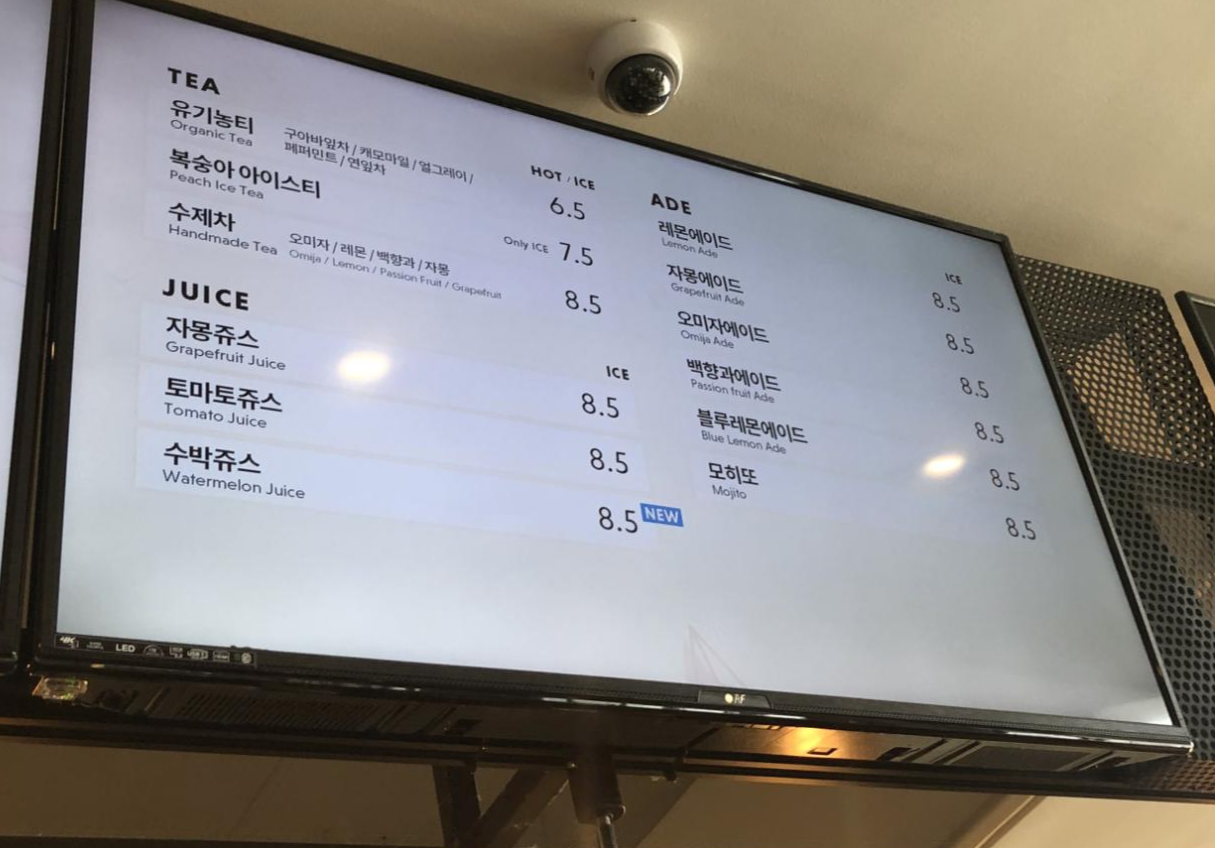 TEA
HOT / ICE
유기농티
Organic Tea
구아바잎차 / 캐모마일 / 얼그레이 /
페퍼민트 / 연잎차
6.5
복숭아 아이스티
Peach Ice Tea
Only ICE 7.5
수제차
Handmade Tea
오미자 / 레몬 / 백향과 / 자몽
Omija / Lemon / Passion Fruit / Grapefruit
8.5
JUICE
ICE
자몽쥬스
Grapefruit Juice
8.5
토마토쥬스
Tomato Juice
8.5
수박쥬스
Watermelon Juice
8.5 NEW
ADE
ICE
레몬에이드
Lemon Ade
8.5
자몽에이드
Grapefruit Ade
8.5
오미자에이드
Omija Ade
8.5
백향과에이드
Passion fruit Ade
8.5
블루레몬에이드
Blue Lemon Ade
8.5
모히또
Mojito
8.5
4K
LED